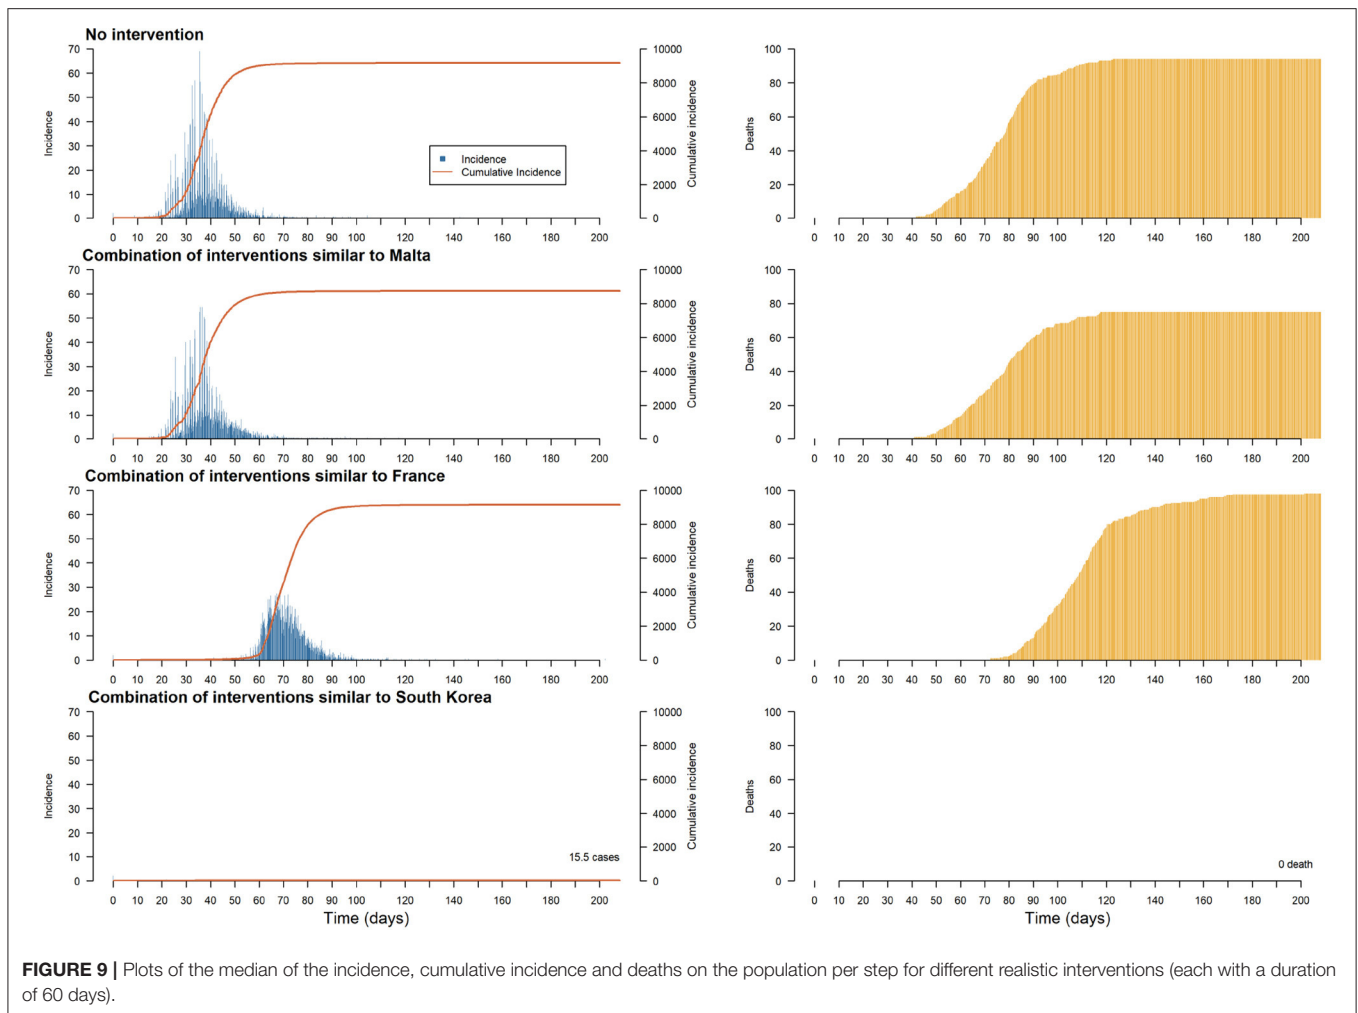 No intervention
70
60
50
40
30
20
10
0
Incidence
10000
8000
6000
4000
2000
0
Cumulative incidence
Incidence
Cumulative Incidence
0 10 20 30 40 50 60 70 80 90 100 120 140 160 180 200
100
80
60
40
20
0
Deaths
0 10 20 30 40 50 60 70 80 90 100 120 140 160 180 200
Combination of interventions similar to Malta
70
60
50
40
30
20
10
0
Incidence
10000
8000
6000
4000
2000
0
Cumulative incidence
0 10 20 30 40 50 60 70 80 90 100 120 140 160 180 200
100
80
60
40
20
0
Deaths
0 10 20 30 40 50 60 70 80 90 100 120 140 160 180 200
Combination of interventions similar to France
70
60
50
40
30
20
10
0
Incidence
10000
8000
6000
4000
2000
0
Cumulative incidence
0 10 20 30 40 50 60 70 80 90 100 120 140 160 180 200
100
80
60
40
20
0
Deaths
0 10 20 30 40 50 60 70 80 90 100 120 140 160 180 200
Combination of interventions similar to South Korea
70
60
50
40
30
20
10
0
Incidence
10000
8000
6000
4000
2000
0
Cumulative incidence
15.5 cases
0 10 20 30 40 50 60 70 80 90 100 120 140 160 180 200
Time (days)
100
80
60
40
20
0
Deaths
0 death
0 10 20 30 40 50 60 70 80 90 100 120 140 160 180 200
Time (days)
FIGURE 9 | Plots of the median of the incidence, cumulative incidence and deaths on the population per step for different realistic interventions (each with a duration
of 60 days).